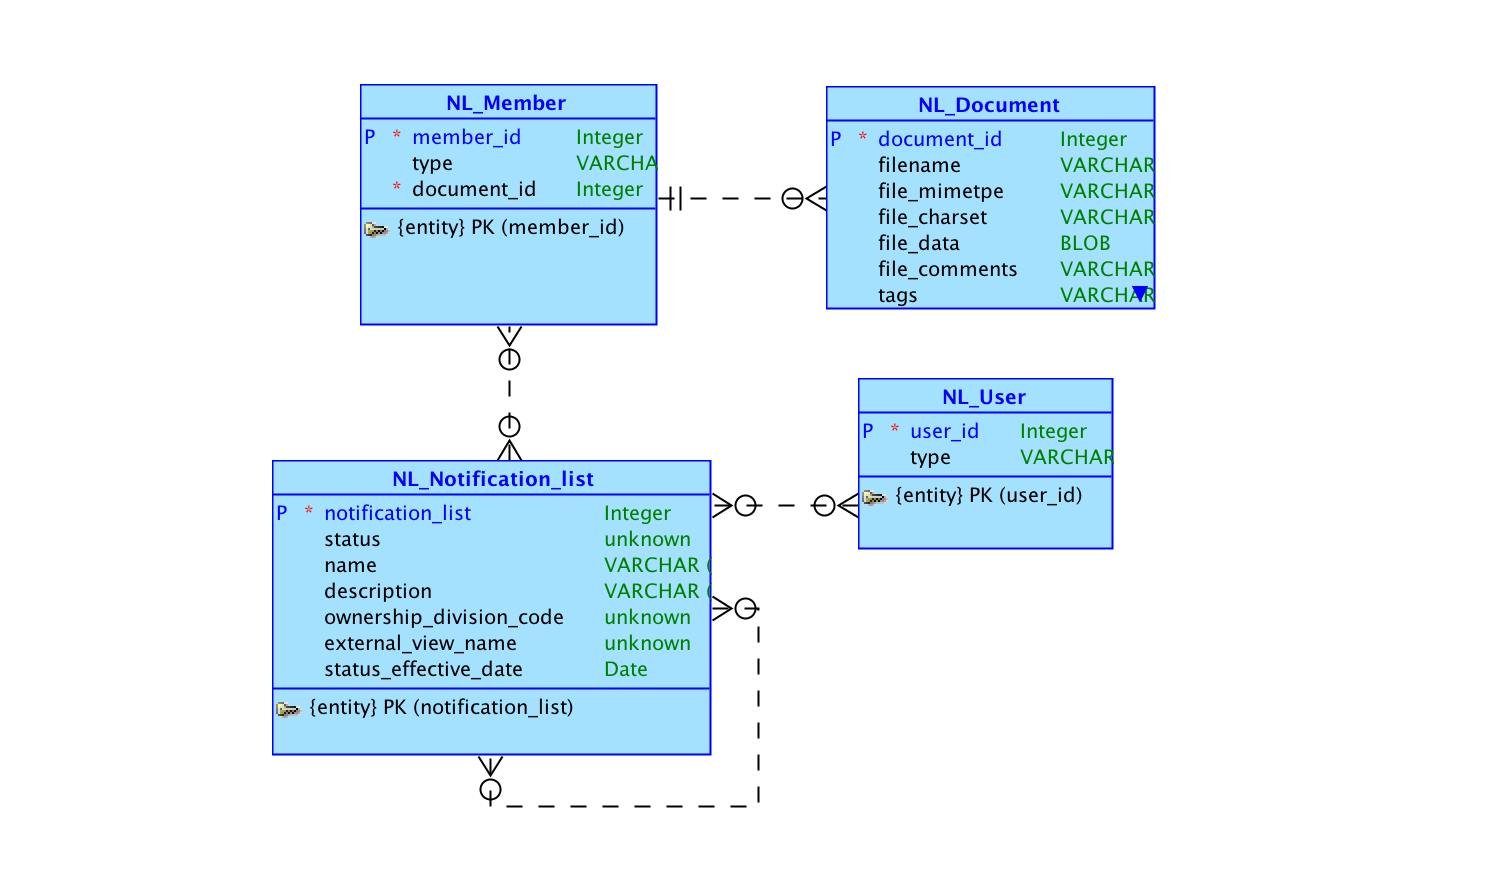 NL_Member
P * member_id Integer
type VARCHA
* document_id Integer
{entity} PK (member_id)
NL_Document
P * document_id Integer
filename VARCHAR
file_mimetpe VARCHAR
file_charset VARCHAR
file_data BLOB
file_comments VARCHAR
tags VARCHAR
NL_User
P * user_id Integer
type VARCHAR
{entity} PK (user_id)
NL_Notification_list
P * notification_list Integer
status unknown
name VARCHAR (
description VARCHAR (
ownership_division_code unknown
external_view_name unknown
status_effective_date Date
{entity} PK (notification_list)